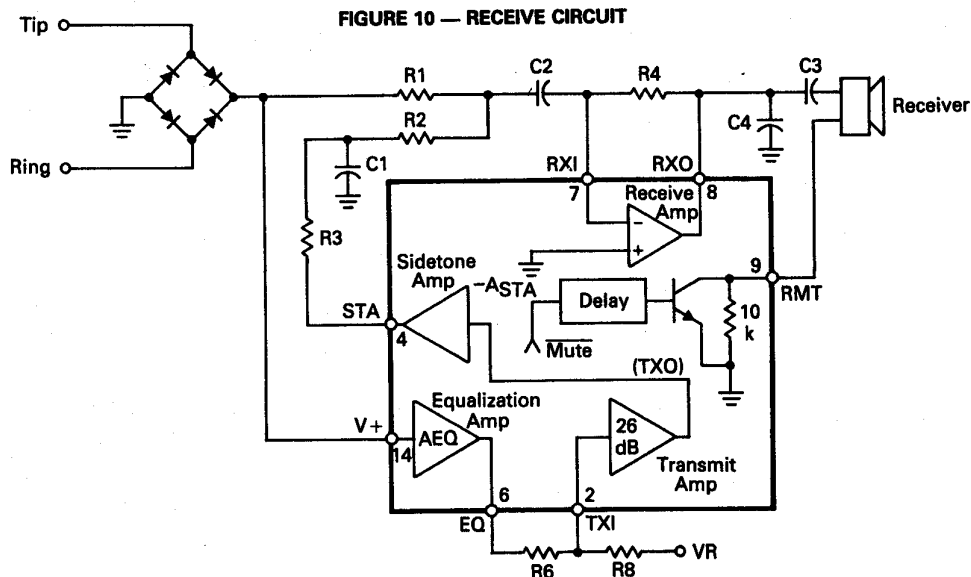 FIGURE 10 — RECEIVE CIRCUIT
Tip
Ring
R1
R2
C1
R3
C2
R4
C3
C4
Receiver
RXI
7
RXO
8
Receive
Amp
−
+
Sidetone
Amp
−ASTA
STA
4
Delay
Mute
9
RMT
10
k
(TXO)
Equalization
Amp
V+
14
AEQ
26
dB
Transmit
Amp
6
EQ
2
TXI
R6
R8
VR